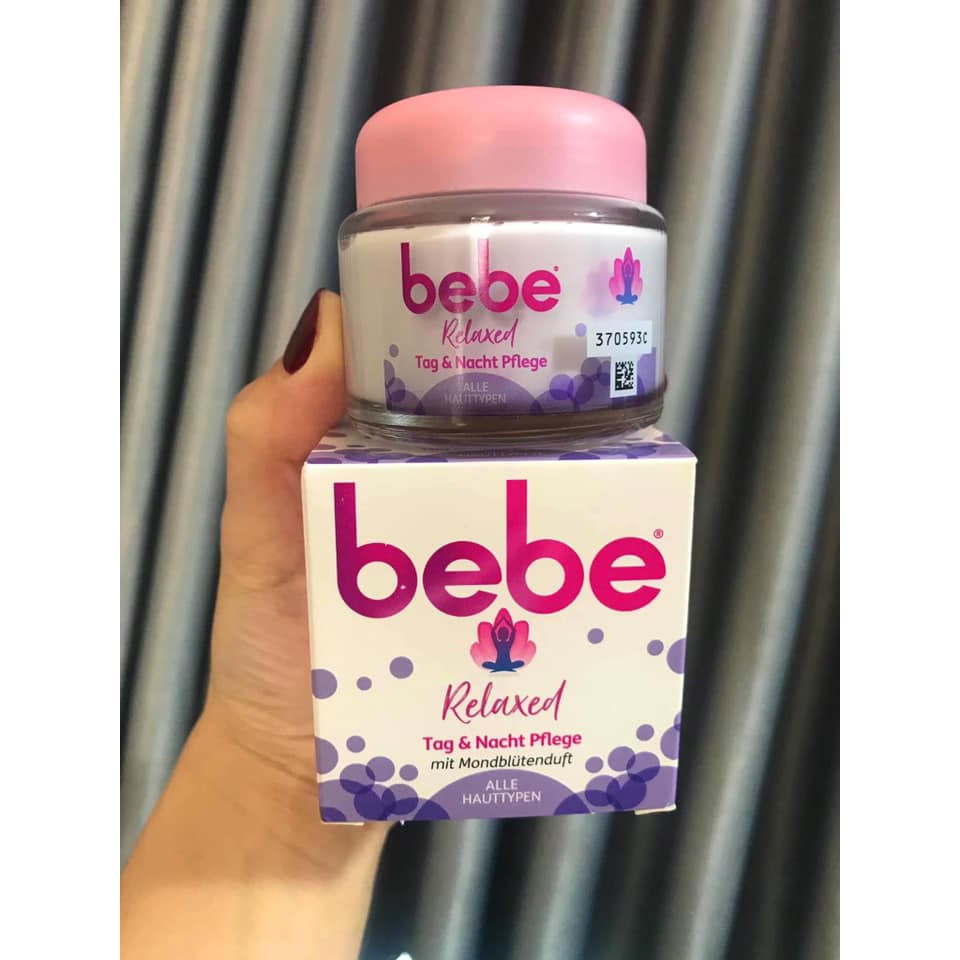 bebe®
Relaxed
Tag & Nacht Pflege
ALLE
HAUTTYPEN
370593C
bebe®
Relaxed
Tag & Nacht Pflege
mit Mondblütenduft
ALLE
HAUTTYPEN